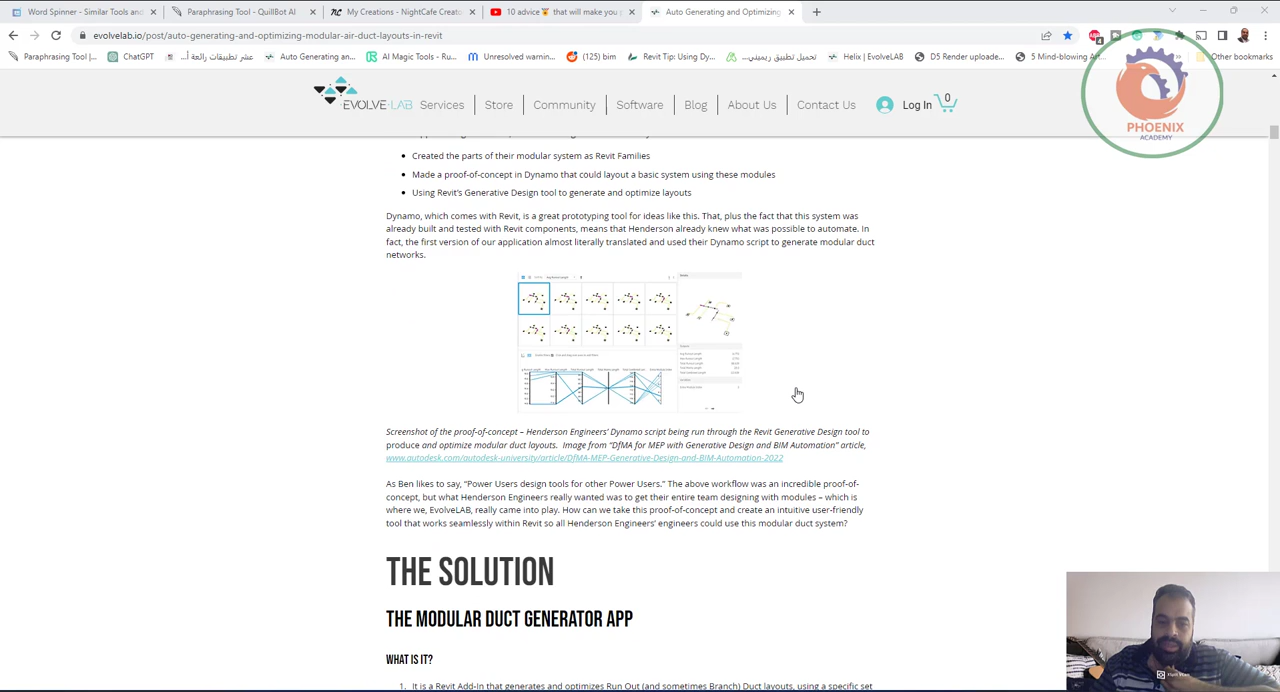 Word Spinner - Similar Tools and
Paraphrasing Tool - QuillBot AI
My Creations - NightCafe Creato
10 advice🏅 that will make you
Auto Generating and Optimizing
evolvelab.io/post/auto-generating-and-optimizing-modular-air-duct-layouts-in-revit
Paraphrasing Tool |...
ChatGPT
عشر تطبيقات رائعة أ...
Auto Generating an...
AI Magic Tools - Ru...
Unresolved warnin...
(125) bim
Revit Tip: Using Dy...
تحميل تطبيق ريميني...
Helix | EvolveLAB
D5 Render uploade...
5 Mind-blowing
Other bookmarks
EVOLVE LAB
Services
Store
Community
Software
Blog
About Us
Contact Us
Log In
0
PHOENIX
ACADEMY
Created the parts of their modular system as Revit Families
Made a proof-of-concept in Dynamo that could layout a basic system using these modules
Using Revit's Generative Design tool to generate and optimize layouts
Dynamo, which comes with Revit, is a great prototyping tool for ideas like this. That, plus the fact that this system was
already built and tested with Revit components, means that Henderson already knew what was possible to automate. In
fact, the first version of our application almost literally translated and used their Dynamo script to generate modular duct
networks.
Screenshot of the proof-of-concept – Henderson Engineers' Dynamo script being run through the Revit Generative Design tool to
produce and optimize modular duct layouts. Image from "DfMA for MEP with Generative Design and BIM Automation" article,
www.autodesk.com/autodesk-university/article/DfMA-MEP-Generative-Design-and-BIM-Automation-2022
As Ben likes to say, "Power Users design tools for other Power Users." The above workflow was an incredible proof-of-
concept, but what Henderson Engineers really wanted was to get their entire team designing with modules – which is
where we, EvolveLAB, really came into play. How can we take this proof-of-concept and create an intuitive user-friendly
tool that works seamlessly within Revit so all Henderson Engineers' engineers could use this modular duct system?
THE SOLUTION
THE MODULAR DUCT GENERATOR APP
WHAT IS IT?
1. It is a Revit Add-In that generates and optimizes Run Out (and sometimes Branch) Duct layouts, using a specific set